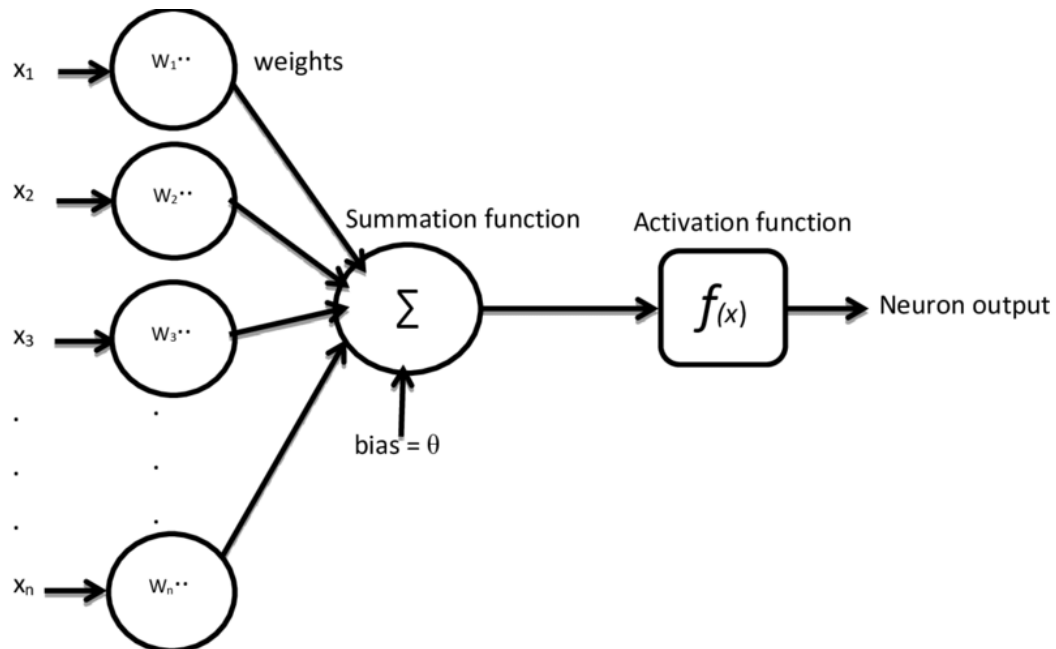 x₁
W₁··
weights
x₂
W₂··
Summation function
Activation function
x₃
W₃··
∑
f(x)
Neuron output
bias = θ
xₙ
Wₙ··